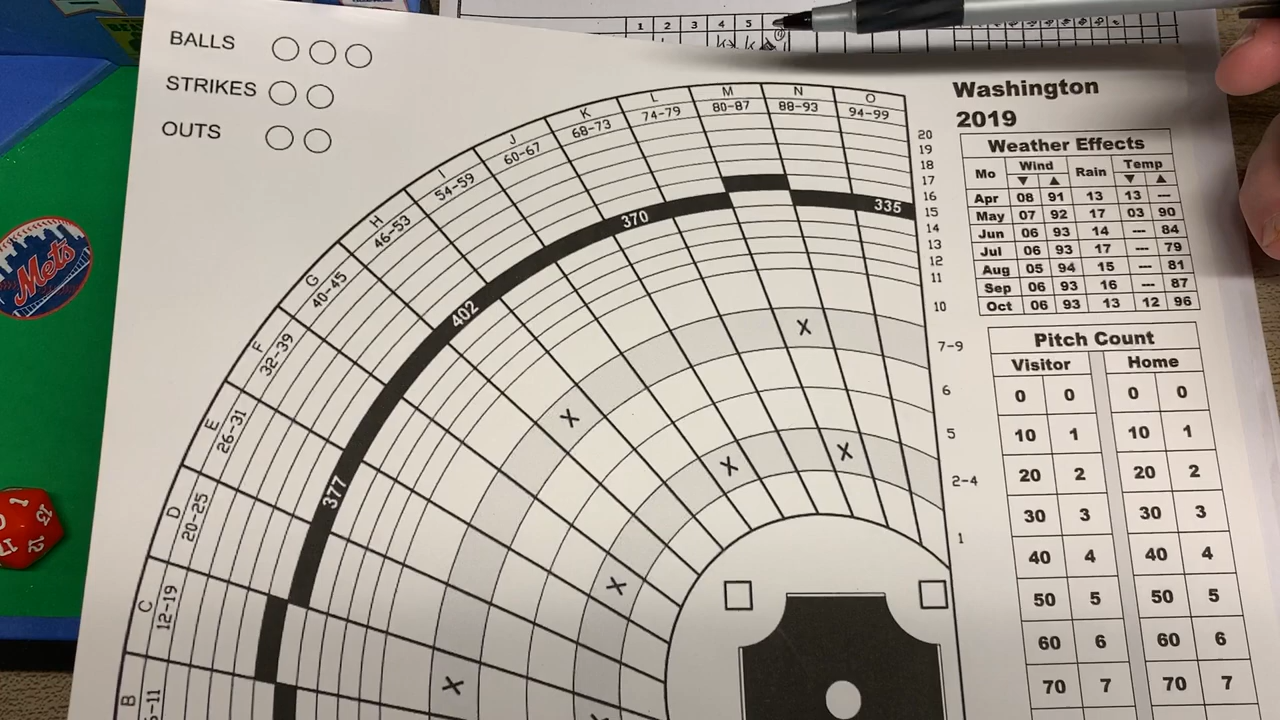 1 2 3 4 5
BALLS
STRIKES
OUTS
B C D E F G H I J K L M N O
12-19 20-25 26-31 32-39 40-45 46-53 54-59 60-67 68-73 74-79 80-87 88-93 94-99
377 402 370 335
20
19
18
17
16
15
14
13
12
11
10
7-9
6
5
2-4
1
X X
X X
X
X
Washington
2019
Weather Effects
Mo Wind Rain Temp
▼ ▲ ▼ ▲
Apr 08 91 13 13 ---
May 07 92 17 03 90
Jun 06 93 14 --- 84
Jul 06 93 17 --- 79
Aug 05 94 15 --- 81
Sep 06 93 16 --- 87
Oct 06 93 13 12 96
Pitch Count
Visitor Home
0 0 0 0
10 1 10 1
20 2 20 2
30 3 30 3
40 4 40 4
50 5 50 5
60 6 60 6
70 7 70 7
Mets
1
13
12